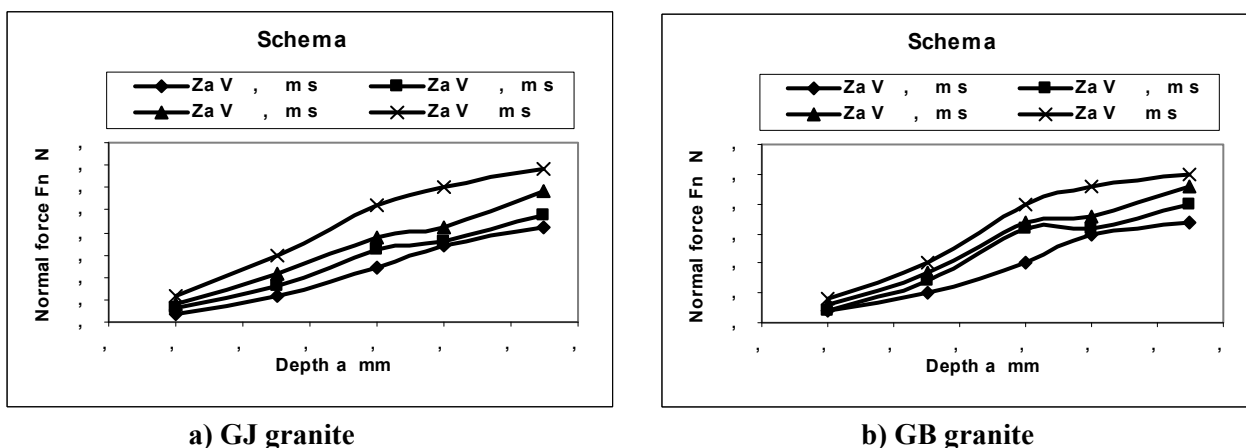 Schema
Za V , m s Za V , m s
Za V , m s Za V m s
Normal force Fn N
, , , , , , , , ,
, , , , , , , ,
Depth a mm
a) GJ granite
Schema
Za V , m s Za V , m s
Za V , m s Za V m s
Normal force Fn N
, , , , , , ,
, , , , , , , ,
Depth a mm
b) GB granite